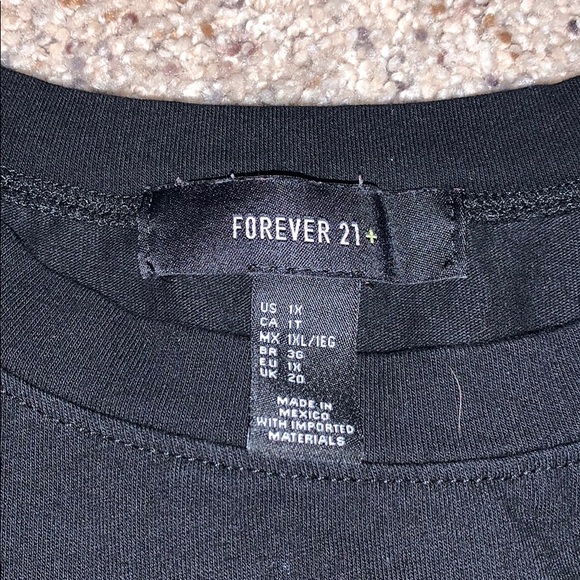 FOREVER 21+
US 1X
CA 1T
MX 1XL/1EG
BR 3G
EU 1X
UK 20
MADE IN
MEXICO
WITH IMPORTED
MATERIALS